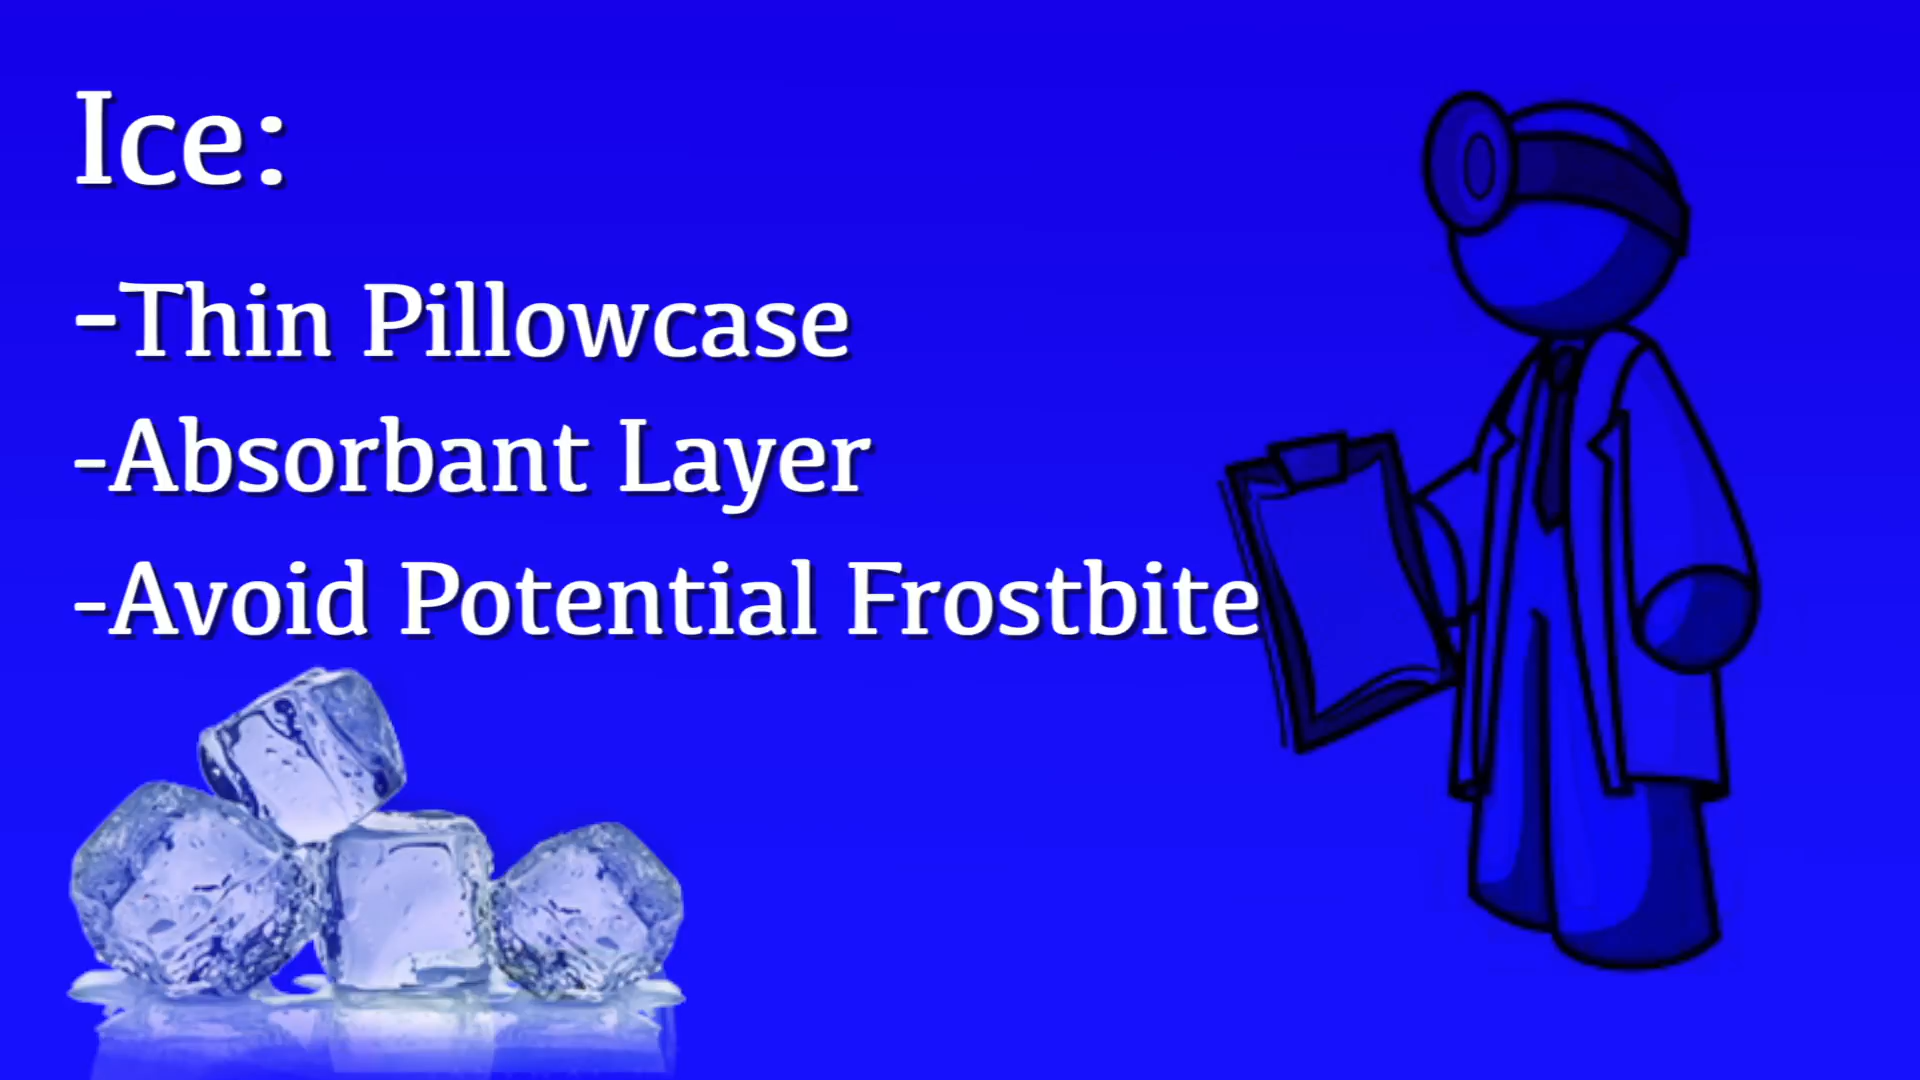 Ice:
-Thin Pillowcase
-Absorbant Layer
-Avoid Potential Frostbite